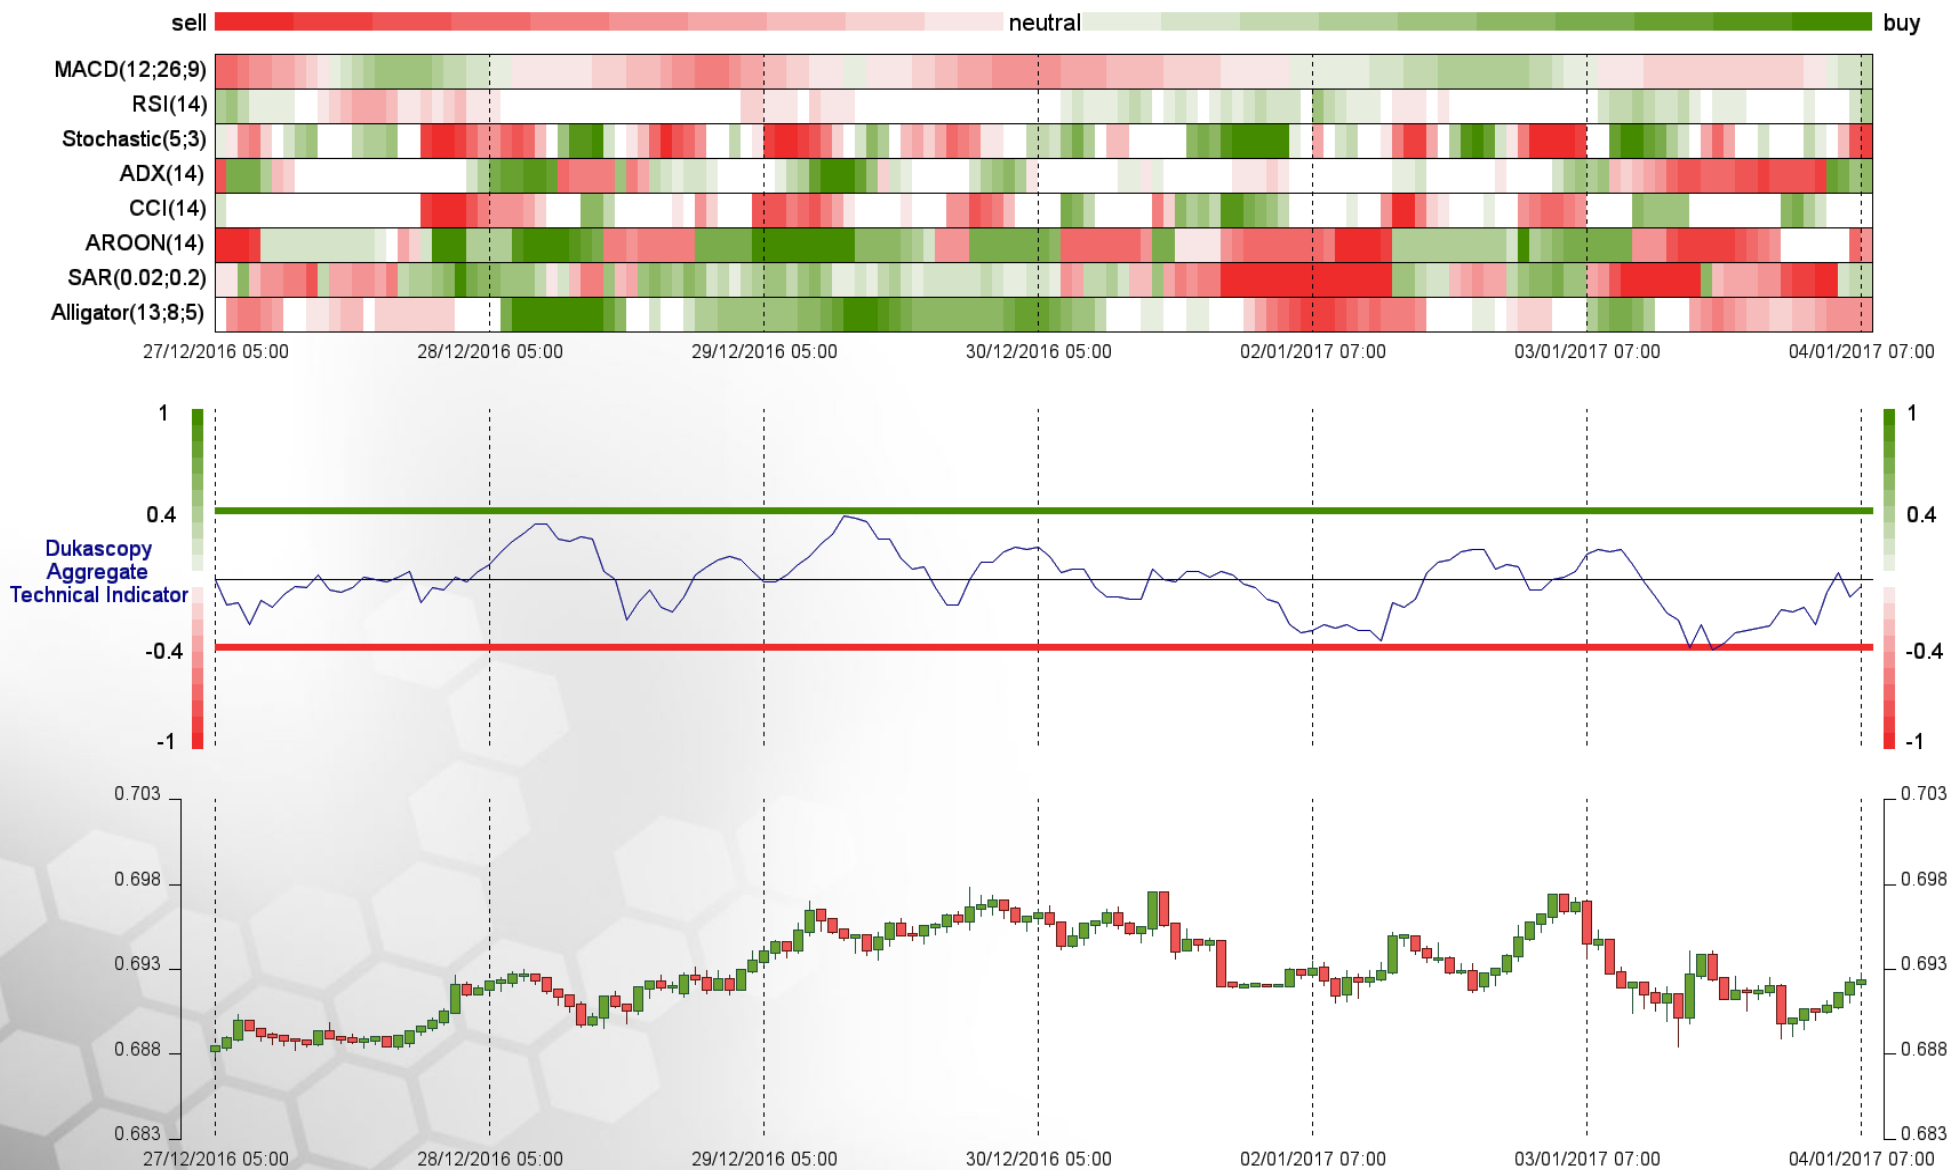 sell neutral buy
MACD(12;26;9)
RSI(14)
Stochastic(5;3)
ADX(14)
CCI(14)
AROON(14)
SAR(0.02;0.2)
Alligator(13;8;5)
27/12/2016 05:00 28/12/2016 05:00 29/12/2016 05:00 30/12/2016 05:00 02/01/2017 07:00 03/01/2017 07:00 04/01/2017 07:00
1 1
0.4 0.4
Dukascopy
Aggregate
Technical Indicator
-0.4 -0.4
-1 -1
0.703 0.703
0.698 0.698
0.693 0.693
0.688 0.688
0.683 0.683
27/12/2016 05:00 28/12/2016 05:00 29/12/2016 05:00 30/12/2016 05:00 02/01/2017 07:00 03/01/2017 07:00 04/01/2017 07:00